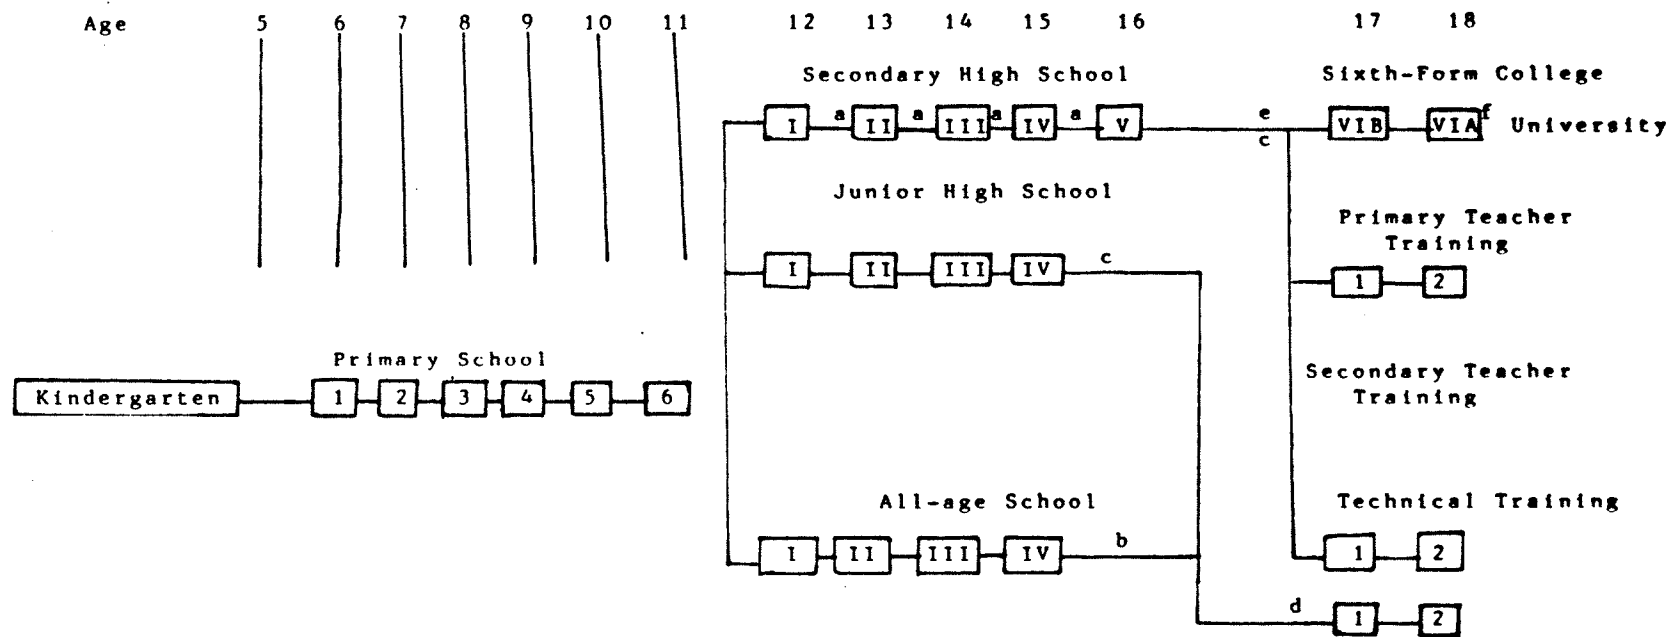 Age 5 6 7 8 9 10 11 12 13 14 15 16 17 18
Secondary High School Sixth-Form College
I a II a III a IV a V e c VIB VIA f University
Junior High School
Primary Teacher
Training
I II III IV c 1 2
Primary School
Kindergarten 1 2 3 4 5 6
Secondary Teacher
Training
All-age School Technical Training
I II III IV b 1 2
d 1 2